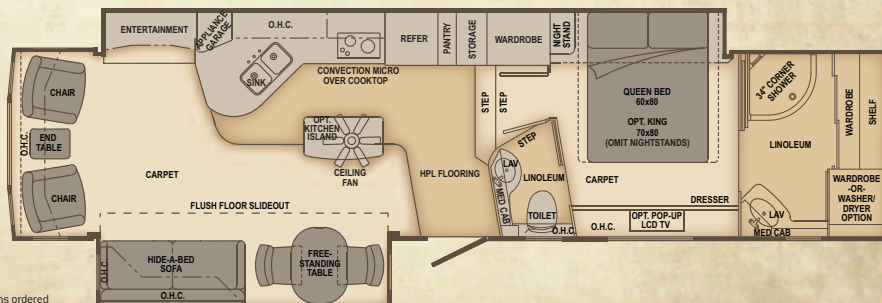 ENTERTAINMENT
APPLIANCE
GARAGE
O.H.C.
REFER
PANTRY
STORAGE
WARDROBE
NIGHT
STAND
SINK
CONVECTION MICRO
OVER COOKTOP
CHAIR
O.H.C.
END
TABLE
CHAIR
CARPET
OPT.
KITCHEN
ISLAND
CEILING
FAN
HPL FLOORING
STEP
STEP
STEP
LAV
MED CAB
LINOLEUM
TOILET
O.H.C.
QUEEN BED
60x80
OPT. KING
70x80
(OMIT NIGHTSTANDS)
CARPET
DRESSER
O.H.C.
OPT. POP-UP
LCD TV
34" CORNER
SHOWER
LINOLEUM
WARDROBE
SHELF
WARDROBE
-OR-
WASHER/
DRYER
OPTION
LAV
MED CAB
FLUSH FLOOR SLIDEOUT
O.H.C.
HIDE-A-BED
SOFA
O.H.C.
FREE-
STANDING
TABLE
ns ordered